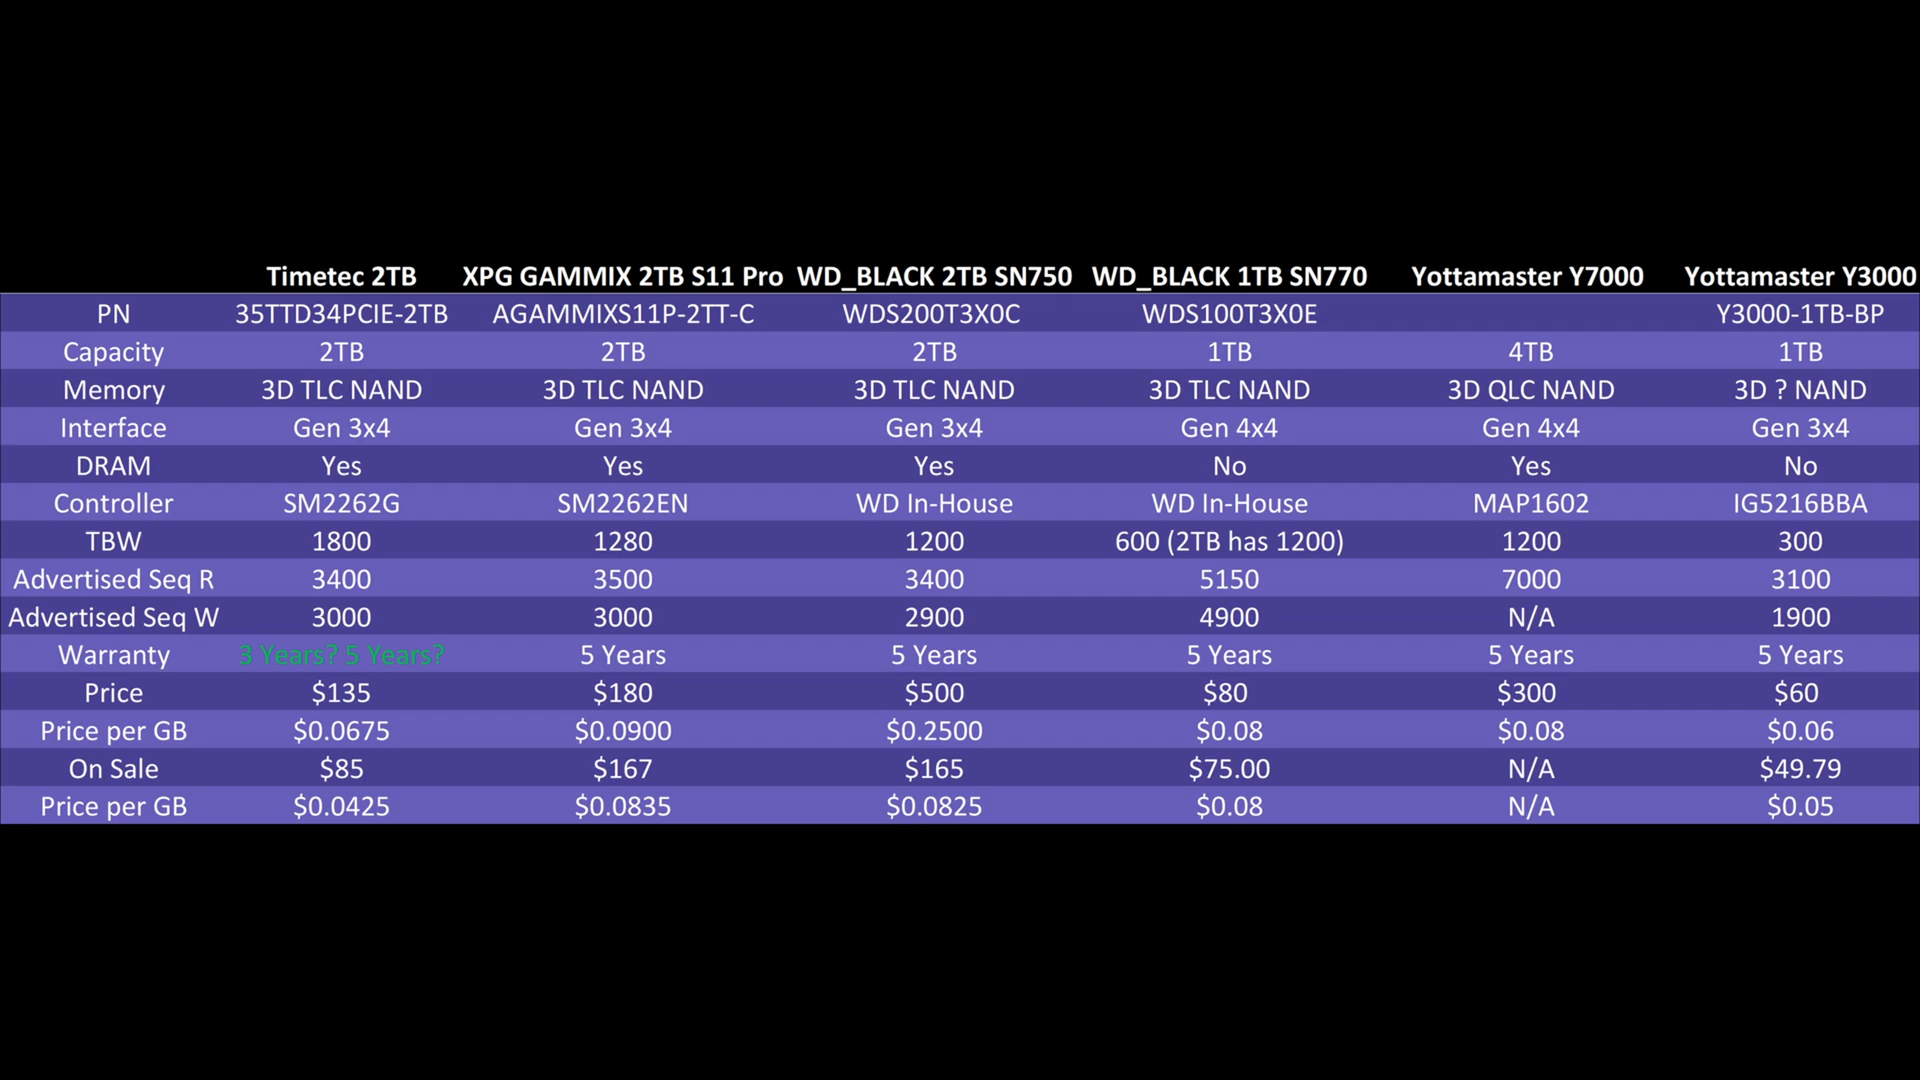 Timetec 2TB XPG GAMMIX 2TB S11 Pro WD_BLACK 2TB SN750 WD_BLACK 1TB SN770 Yottamaster Y7000 Yottamaster Y3000
PN 35TTD34PCIE-2TB AGAMMIXS11P-2TT-C WDS200T3X0C WDS100T3X0E Y3000-1TB-BP
Capacity 2TB 2TB 2TB 1TB 4TB 1TB
Memory 3D TLC NAND 3D TLC NAND 3D TLC NAND 3D TLC NAND 3D QLC NAND 3D ? NAND
Interface Gen 3x4 Gen 3x4 Gen 3x4 Gen 4x4 Gen 4x4 Gen 3x4
DRAM Yes Yes Yes No Yes No
Controller SM2262G SM2262EN WD In-House WD In-House MAP1602 IG5216BBA
TBW 1800 1280 1200 600 (2TB has 1200) 1200 300
Advertised Seq R 3400 3500 3400 5150 7000 3100
Advertised Seq W 3000 3000 2900 4900 N/A 1900
Warranty 3 Years? 5 Years? 5 Years 5 Years 5 Years 5 Years 5 Years
Price $135 $180 $500 $80 $300 $60
Price per GB $0.0675 $0.0900 $0.2500 $0.08 $0.08 $0.06
On Sale $85 $167 $165 $75.00 N/A $49.79
Price per GB $0.0425 $0.0835 $0.0825 $0.08 N/A $0.05